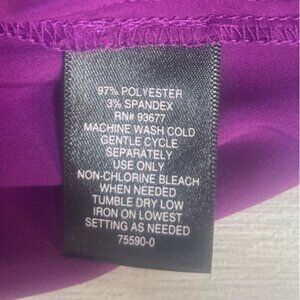 97% POLYESTER
3% SPANDEX
RN# 93677
MACHINE WASH COLD
GENTLE CYCLE
SEPARATELY
USE ONLY
NON-CHLORINE BLEACH
WHEN NEEDED
TUMBLE DRY LOW
IRON ON LOWEST
SETTING AS NEEDED
75590-0